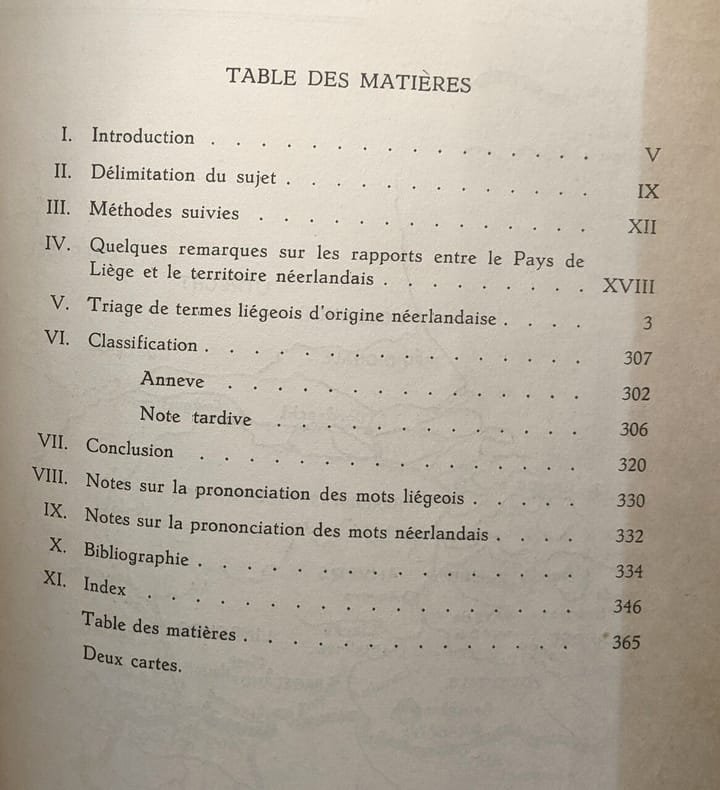 TABLE DES MATIÈRES
I. Introduction . . . . . . . . . . . . . . . . V
II. Délimitation du sujet . . . . . . . . . . . . . IX
III. Méthodes suivies . . . . . . . . . . . . . . XII
IV. Quelques remarques sur les rapports entre le Pays de
Liège et le territoire néerlandais . . . . . . . . . XVIII
V. Triage de termes liégeois d'origine néerlandaise . . . . 3
VI. Classification . . . . . . . . . . . . . . . . 307
Anneve . . . . . . . . . . . . . . 302
Note tardive . . . . . . . . . . . . 306
VII. Conclusion . . . . . . . . . . . . . . . . 320
VIII. Notes sur la prononciation des mots liégeois . . . . . 330
IX. Notes sur la prononciation des mots néerlandais . . . . 332
X. Bibliographie . . . . . . . . . . . . . . . . 334
XI. Index . . . . . . . . . . . . . . . . . . 346
Table des matières . . . . . . . . . . . . . . 365
Deux cartes.